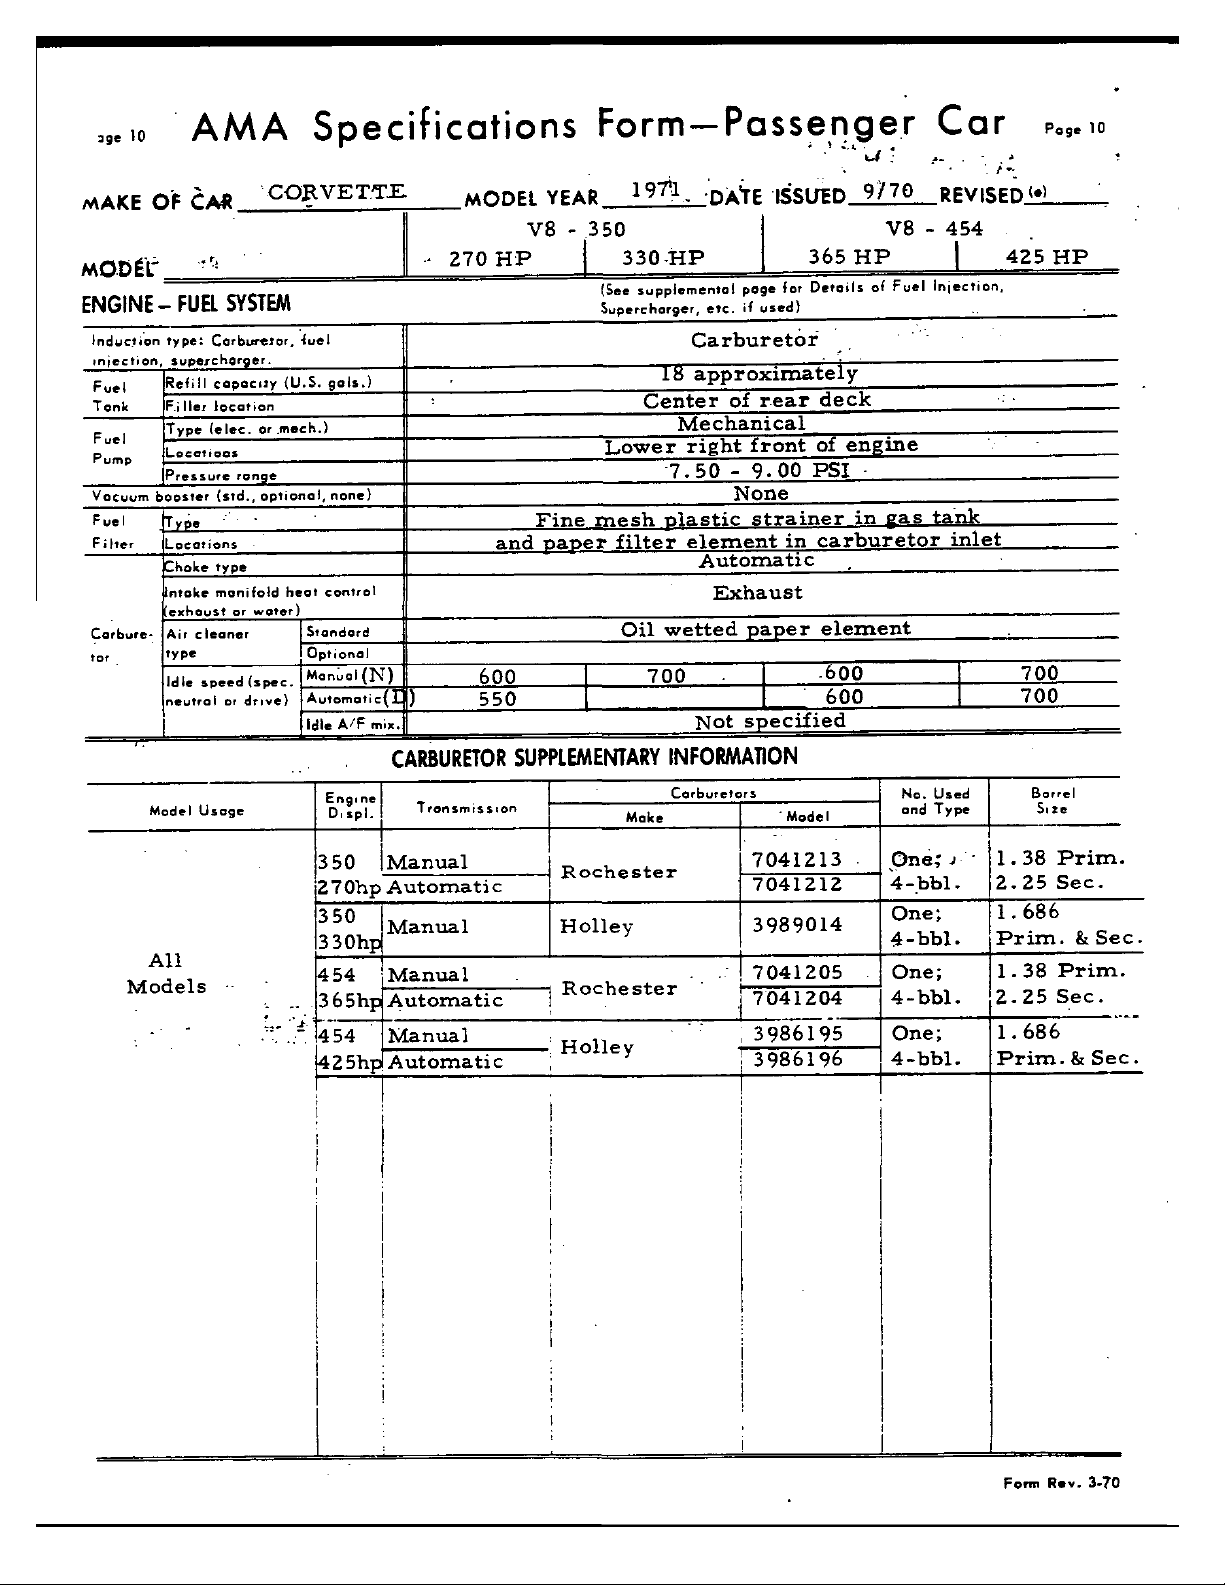 age 10 AMA Specifications Form—Passenger Car Page 10
MAKE OF CAR CORVETTE MODEL YEAR 1971 DATE ISSUED 9/70 REVISED (•)
V8 - 350 V8 - 454
MODEL 270 HP 330 HP 365 HP 425 HP
ENGINE – FUEL SYSTEM (See supplemental page for Details of Fuel Injection,
Supercharger, etc. if used)
Induction type: Carburetor, fuel
injection, supercharger. Carburetor
Fuel Refill capacity (U.S. gals.) 18 approximately
Tank Filler location Center of rear deck
Fuel Type (elec. or mech.) Mechanical
Pump Locations Lower right front of engine
Pressure range 7.50 - 9.00 PSI
Vacuum booster (std., optional, none) None
Fuel Type Fine mesh plastic strainer in gas tank
Filter Locations and paper filter element in carburetor inlet
Choke type Automatic
Intake manifold heat control
(exhaust or water) Exhaust
Carbure- Air cleaner Standard Oil wetted paper element
tor type Optional
Idle speed (spec. Manual (N) 600 700 600 700
neutral or drive) Automatic (D) 550 600 700
Idle A/F mix. Not specified
CARBURETOR SUPPLEMENTARY INFORMATION
Model Usage Engine Displ. Transmission Carburetors No. Used and Type Barrel Size
Make Model
350 Manual Rochester 7041213 One; 1.38 Prim.
270hp Automatic 7041212 4-bbl. 2.25 Sec.
350 Manual Holley 3989014 One; 1.686
330hp 4-bbl. Prim. & Sec.
All
Models
454 Manual Rochester 7041205 One; 1.38 Prim.
365hp Automatic 7041204 4-bbl. 2.25 Sec.
454 Manual Holley 3986195 One; 1.686
425hp Automatic 3986196 4-bbl. Prim. & Sec.
Form Rev. 3-70